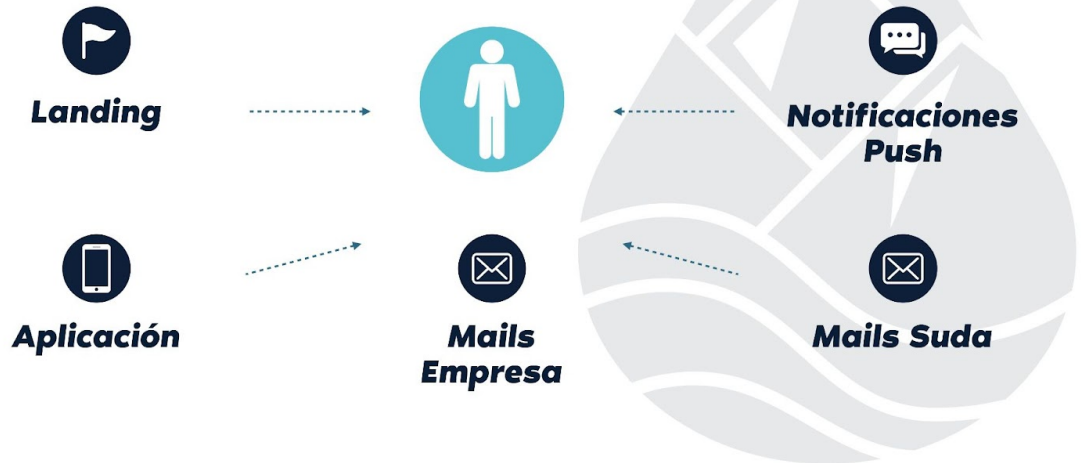 Landing
Notificaciones
Push
Aplicación
Mails
Empresa
Mails Suda